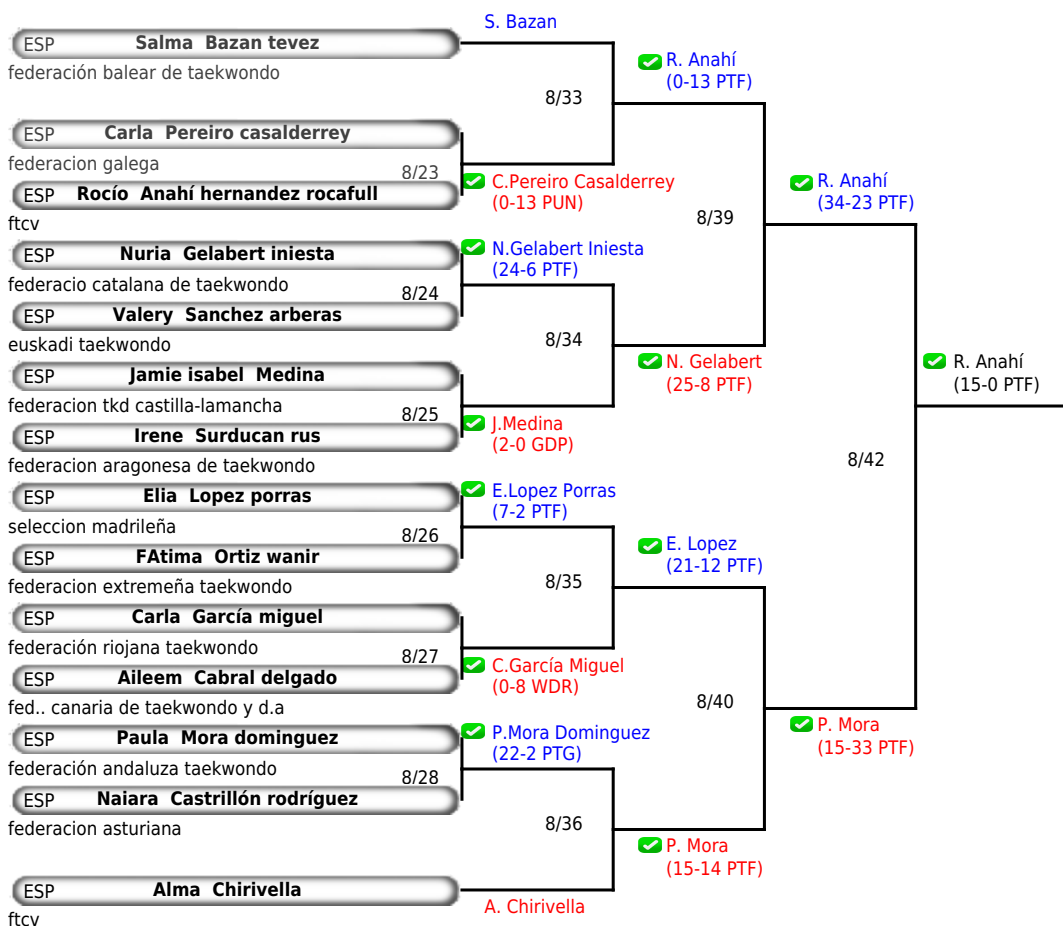 S. Bazan
ESP Salma Bazan tevez
federación balear de taekwondo
R. Anahí
(0-13 PTF)
8/33
ESP Carla Pereiro casalderrey
federacion galega
8/23
C.Pereiro Casalderrey
(0-13 PUN)
R. Anahí
(34-23 PTF)
ESP Rocío Anahí hernandez rocafull
ftcv
8/39
ESP Nuria Gelabert iniesta
N.Gelabert Iniesta
(24-6 PTF)
federacio catalana de taekwondo
8/24
ESP Valery Sanchez arberas
euskadi taekwondo
8/34
N. Gelabert
(25-8 PTF)
R. Anahí
(15-0 PTF)
ESP Jamie isabel Medina
federacion tkd castilla-lamancha
8/25
J.Medina
(2-0 GDP)
ESP Irene Surducan rus
federacion aragonesa de taekwondo
8/42
ESP Elia Lopez porras
E.Lopez Porras
(7-2 PTF)
seleccion madrileña
8/26
ESP FAtima Ortiz wanir
federacion extremeña taekwondo
E. Lopez
(21-12 PTF)
8/35
ESP Carla García miguel
federación riojana taekwondo
8/27
C.García Miguel
(0-8 WDR)
ESP Aileem Cabral delgado
fed.. canaria de taekwondo y d.a
8/40
P. Mora
(15-33 PTF)
ESP Paula Mora dominguez
P.Mora Dominguez
(22-2 PTG)
federación andaluza taekwondo
8/28
ESP Naiara Castrillón rodríguez
federacion asturiana
8/36
P. Mora
(15-14 PTF)
ESP Alma Chirivella
A. Chirivella
ftcv